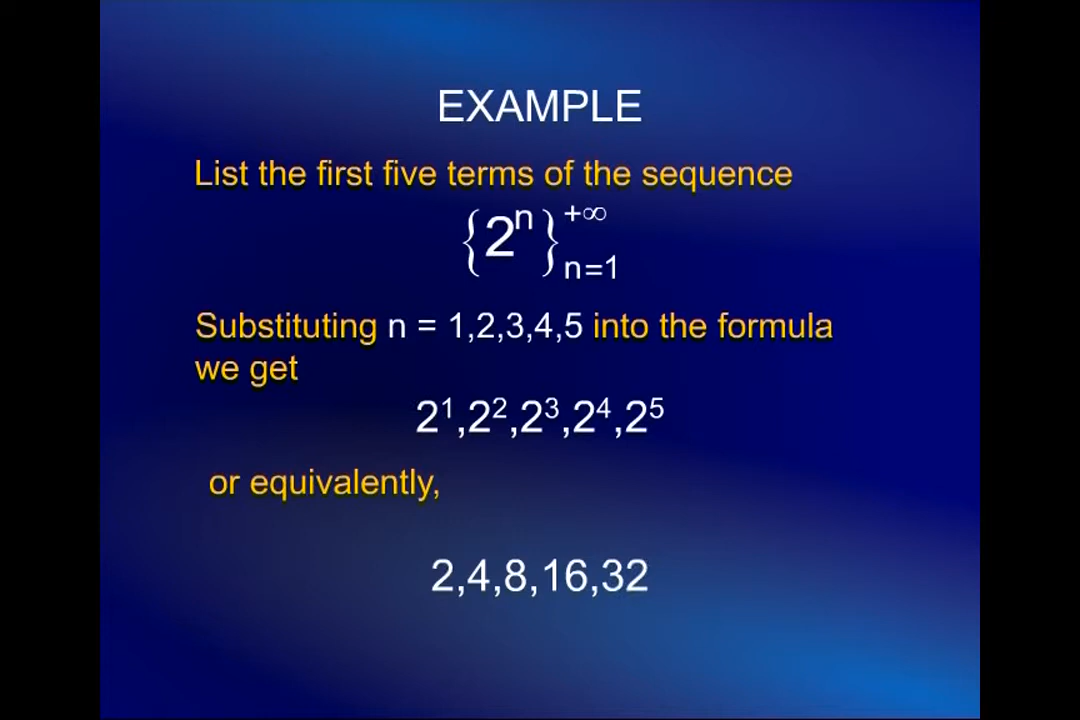 EXAMPLE
List the first five terms of the sequence
{2ⁿ}⁺∞ₙ₌₁
Substituting n = 1,2,3,4,5 into the formula
we get
2¹,2²,2³,2⁴,2⁵
or equivalently,
2,4,8,16,32